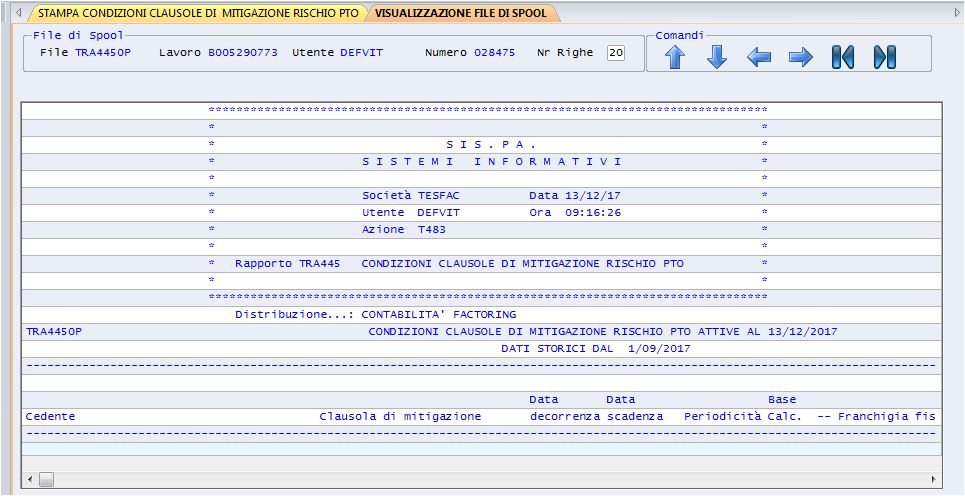 STAMPA CONDIZIONI CLAUSOLE DI MITIGAZIONE RISCHIO PTO VISUALIZZAZIONE FILE DI SPOOL
File di Spool Comandi
File TRA445OP Lavoro B005290773 Utente DEFVIT Numero 028475 Nr Righe 20
********************************************************************************
* *
* S I S . P A . *
* S I S T E M I I N F O R M A T I V I *
* *
* Società TESFAC Data 13/12/17 *
* Utente DEFVIT Ora 09:16:26 *
* Azione T483 *
* *
* Rapporto TRA445 CONDIZIONI CLAUSOLE DI MITIGAZIONE RISCHIO PTO *
* *
********************************************************************************
Distribuzione...: CONTABILITA' FACTORING
TRA445OP CONDIZIONI CLAUSOLE DI MITIGAZIONE RISCHIO PTO ATTIVE AL 13/12/2017
DATI STORICI DAL 1/09/2017
----------------------------------------------------------------------------------------------------------------------------------
Data Data Base
Cedente Clausola di mitigazione decorrenza scadenza Periodicità Calc. -- Franchigia fis
----------------------------------------------------------------------------------------------------------------------------------